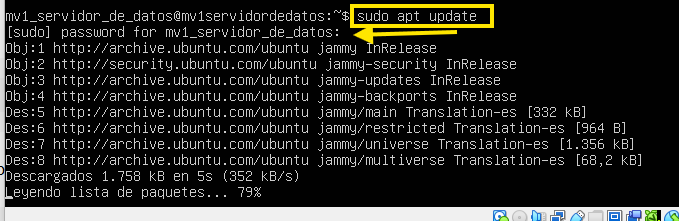 mv1_servidor_de_datos@mv1servidordedatos:~$ sudo apt update
[sudo] password for mv1_servidor_de_datos:
Obj:1 http://archive.ubuntu.com/ubuntu jammy InRelease
Obj:2 http://security.ubuntu.com/ubuntu jammy-security InRelease
Obj:3 http://archive.ubuntu.com/ubuntu jammy-updates InRelease
Obj:4 http://archive.ubuntu.com/ubuntu jammy-backports InRelease
Des:5 http://archive.ubuntu.com/ubuntu jammy/main Translation-es [332 kB]
Des:6 http://archive.ubuntu.com/ubuntu jammy/restricted Translation-es [964 B]
Des:7 http://archive.ubuntu.com/ubuntu jammy/universe Translation-es [1.356 kB]
Des:8 http://archive.ubuntu.com/ubuntu jammy/multiverse Translation-es [68,2 kB]
Descargados 1.758 kB en 5s (352 kB/s)
Leyendo lista de paquetes... 79%